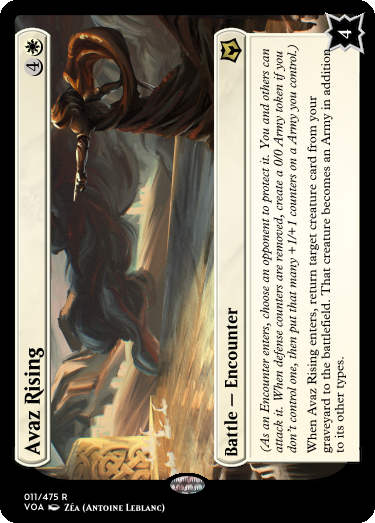 Avaz Rising
4
Battle — Encounter
(As an Encounter enters, choose an opponent to protect it. You and others can
attack it. When defense counters are removed, create a 0/0 Army token if you
don't control one, then put that many +1/+1 counters on a Army you control.)
When Avaz Rising enters, return target creature card from your
graveyard to the battlefield. That creature becomes an Army in addition
to its other types.
4
011/475 R
VOA ZÉA (ANTOINE LEBLANC)